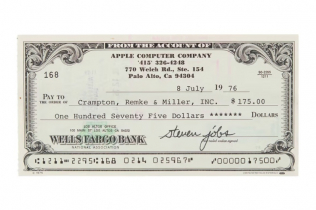 FROM THE ACCOUNT OF
APPLE COMPUTER COMPANY
415' 326-4248
770 Welch Rd., Ste. 154
Palo Alto, Ca 94304
168
8 July 1976
PAY TO
THE ORDER OF Crampton, Remke & Miller, INC. $175.00
One Hundred Seventy Five Dollars ******* DOLLARS
WELLS FARGO BANK
NATIONAL ASSOCIATION
steven jobs